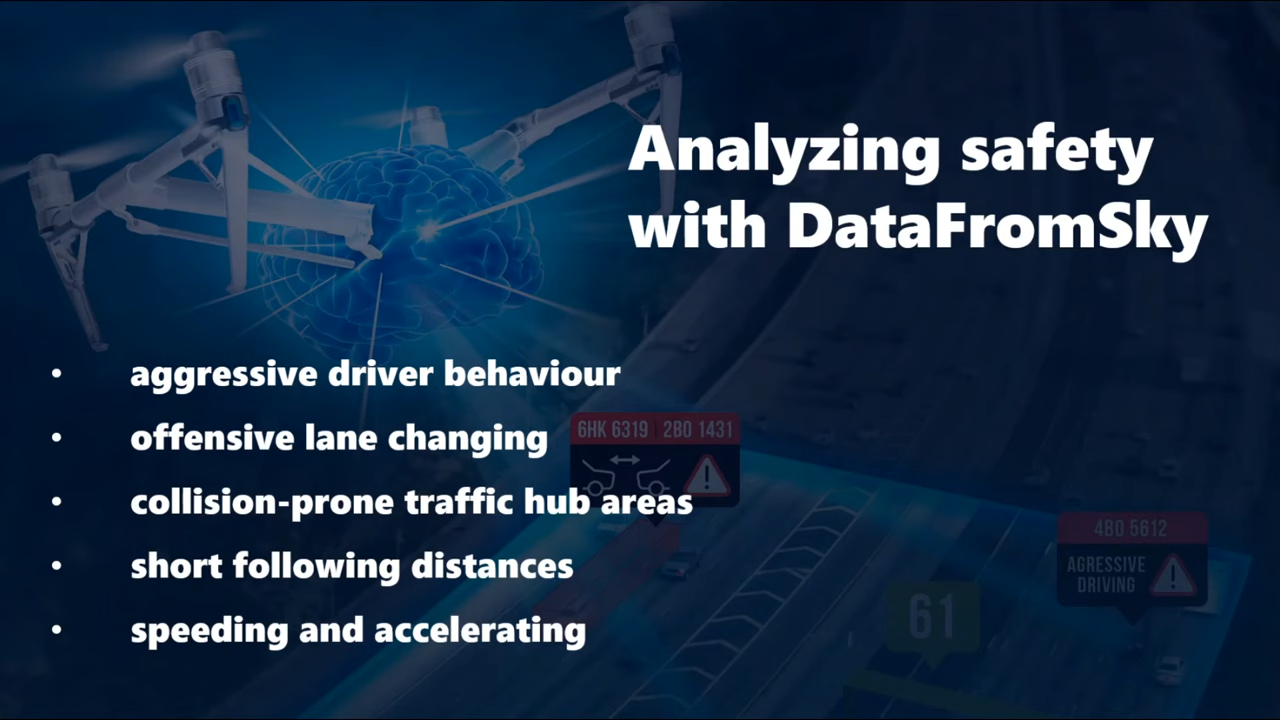 Analyzing safety
with DataFromSky
• aggressive driver behaviour
• offensive lane changing
6HK 6319 2B0 1431
• collision-prone traffic hub areas
4B0 5612
AGRESSIVE
DRIVING
• short following distances
61
• speeding and accelerating